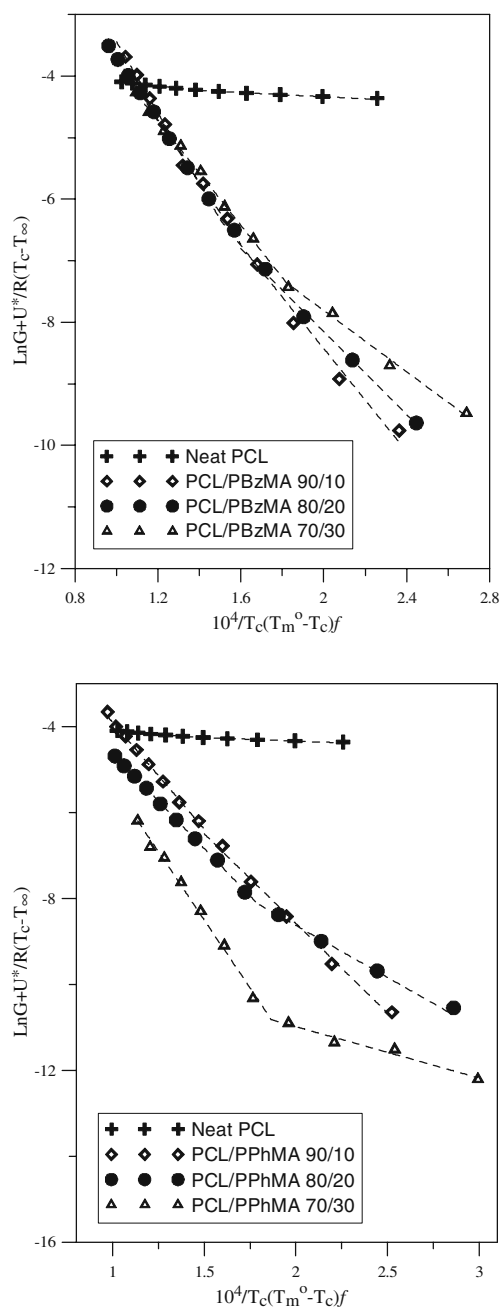 -4
-6
-8
-10
-12
LnG+U*/R(Tc-T∞)
Neat PCL
PCL/PBzMA 90/10
PCL/PBzMA 80/20
PCL/PBzMA 70/30
0.8 1.2 1.6 2 2.4 2.8
10⁴/Tc(Tm°-Tc)f
-4
-8
-12
-16
LnG+U*/R(Tc-T∞)
Neat PCL
PCL/PPhMA 90/10
PCL/PPhMA 80/20
PCL/PPhMA 70/30
1 1.5 2 2.5 3
10⁴/Tc(Tm°-Tc)f